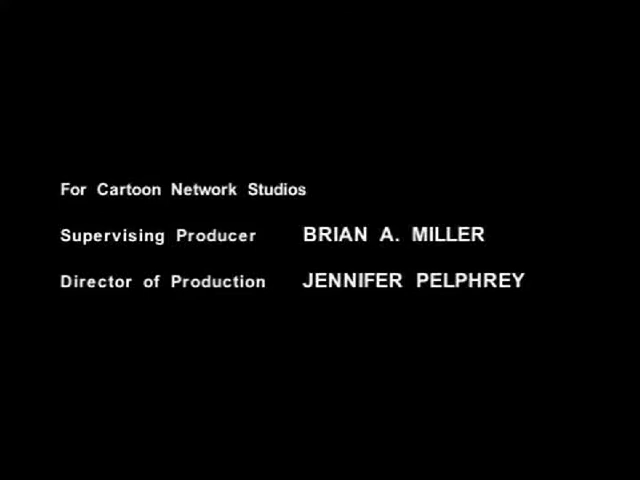 For Cartoon Network Studios
Supervising Producer BRIAN A. MILLER
Director of Production JENNIFER PELPHREY